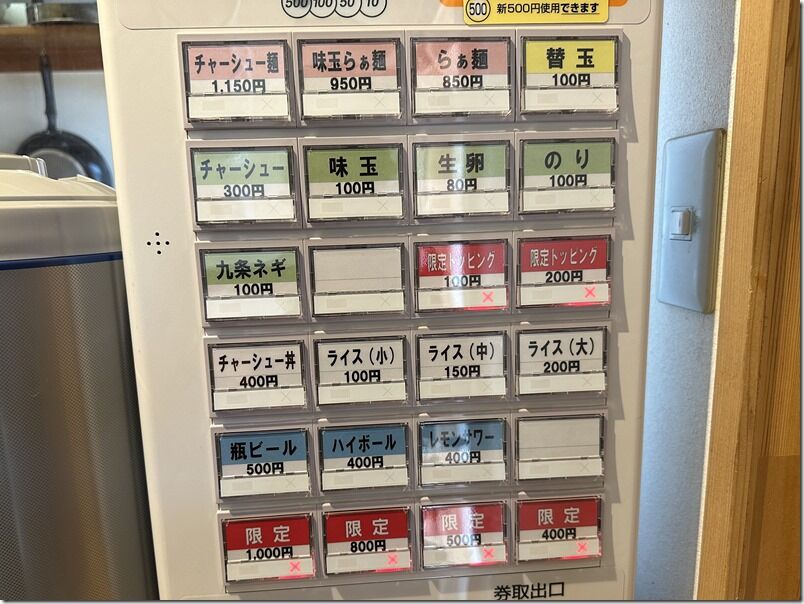 500 100 50 10
500 新500円使用できます
チャーシュー麺
1,150円
味玉らぁ麺
950円
らぁ麺
850円
替玉
100円
チャーシュー
300円
味玉
100円
生卵
80円
のり
100円
九条ネギ
100円
限定トッピング
100円
限定トッピング
200円
チャーシュー丼
400円
ライス(小)
100円
ライス(中)
150円
ライス(大)
200円
瓶ビール
500円
ハイボール
400円
レモンサワー
400円
限定
1,000円
限定
800円
限定
500円
限定
400円
券取出口